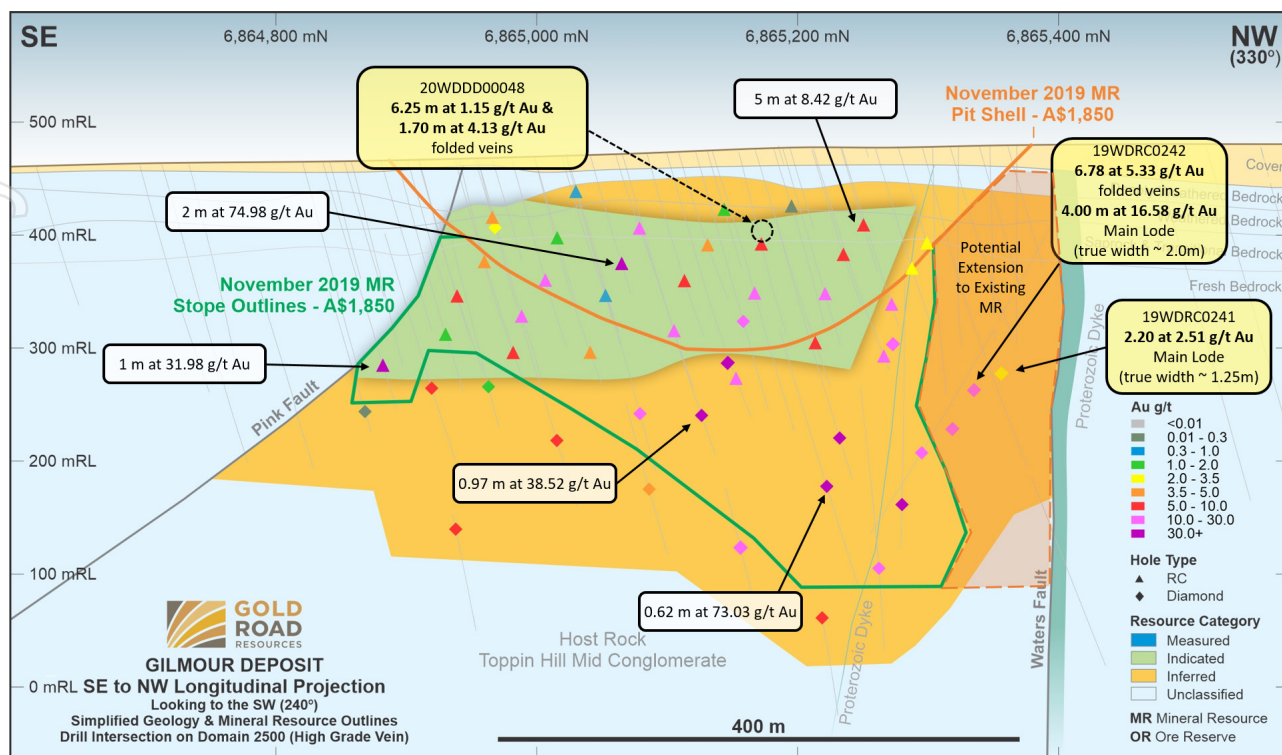 SE
6,864,800 mN
6,865,000 mN
6,865,200 mN
6,865,400 mN
NW
(330°)
20WDDD00048
6.25 m at 1.15 g/t Au &
1.70 m at 4.13 g/t Au
folded veins
5 m at 8.42 g/t Au
November 2019 MR
Pit Shell - A$1,850
500 mRL
19WDRC0242
6.78 at 5.33 g/t Au
folded veins
4.00 m at 16.58 g/t Au
Main Lode
(true width ~ 2.0m)
Cover
Bedrock
Bedrock
Bedrock
Fresh Bedrock
2 m at 74.98 g/t Au
400 mRL
Potential
Extension
to Existing
MR
November 2019 MR
Stope Outlines - A$1,850
19WDRC0241
2.20 at 2.51 g/t Au
Main Lode
(true width ~ 1.25m)
300 mRL
1 m at 31.98 g/t Au
Pink Fault
Proterozoic Dyke
200 mRL
0.97 m at 38.52 g/t Au
100 mRL
0.62 m at 73.03 g/t Au
Proterozoic Dyke
Waters Fault
Host Rock
Toppin Hill Mid Conglomerate
0 mRL
GOLD
ROAD
RESOURCES
GILMOUR DEPOSIT
SE to NW Longitudinal Projection
Looking to the SW (240°)
Simplified Geology & Mineral Resource Outlines
Drill Intersection on Domain 2500 (High Grade Vein)
400 m
Au g/t
<0.01
0.01 - 0.3
0.3 - 1.0
1.0 - 2.0
2.0 - 3.5
3.5 - 5.0
5.0 - 10.0
10.0 - 30.0
30.0+
Hole Type
RC
Diamond
Resource Category
Measured
Indicated
Inferred
Unclassified
MR Mineral Resource
OR Ore Reserve